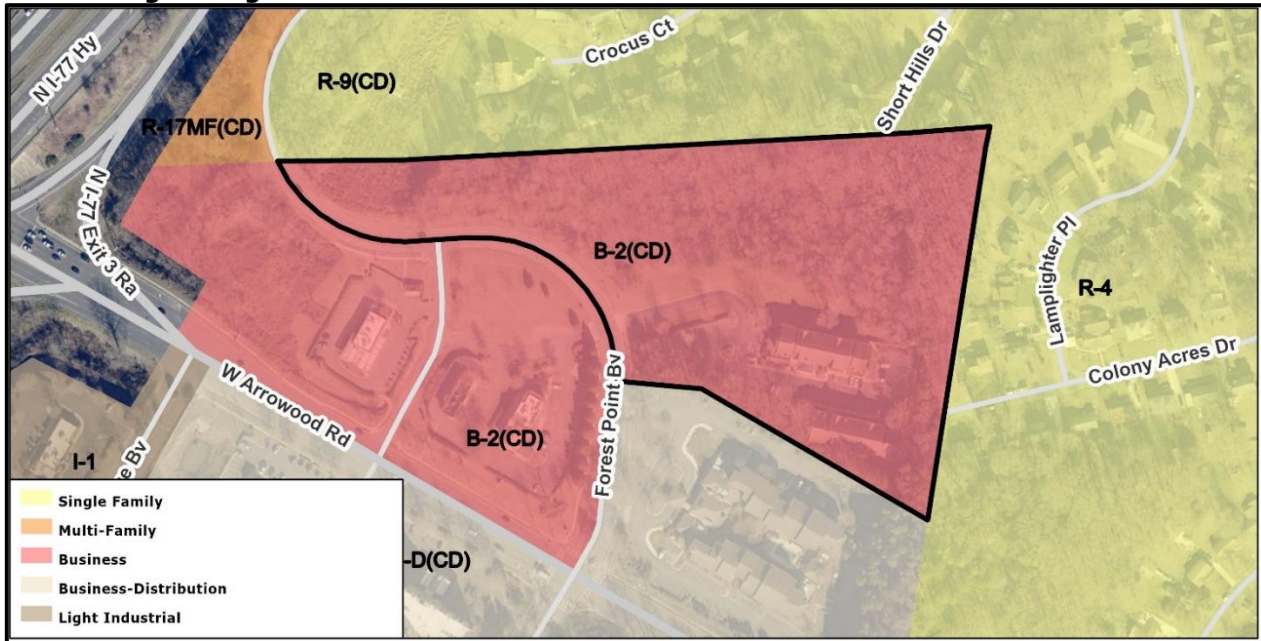 N I-77 Hy
Crocus Ct
Short Hills Dr
R-9(CD)
R-17MF(CD)
N I-77 Exit 3 Ra
B-2(CD)
Lamplighter Pl
R-4
Colony Acres Dr
W Arrowood Rd
Forest Point Bv
B-2(CD)
I-1
Bv
-D(CD)
Single Family
Multi-Family
Business
Business-Distribution
Light Industrial